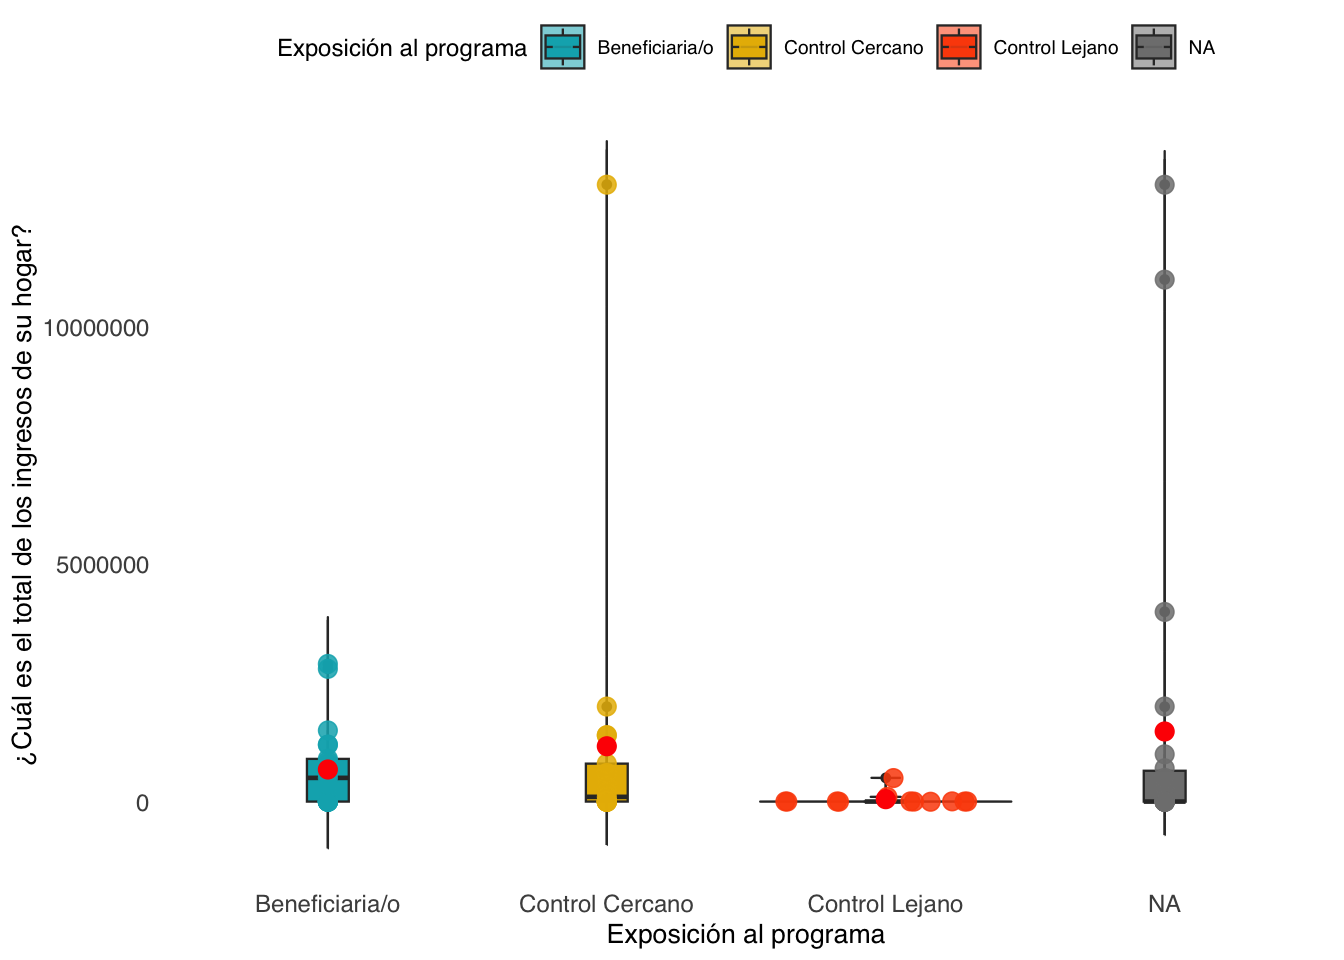 Exposición al programa Beneficiaria/o Control Cercano Control Lejano NA
¿Cuál es el total de los ingresos de su hogar?
10000000
5000000
0
Beneficiaria/o Control Cercano Control Lejano NA
Exposición al programa